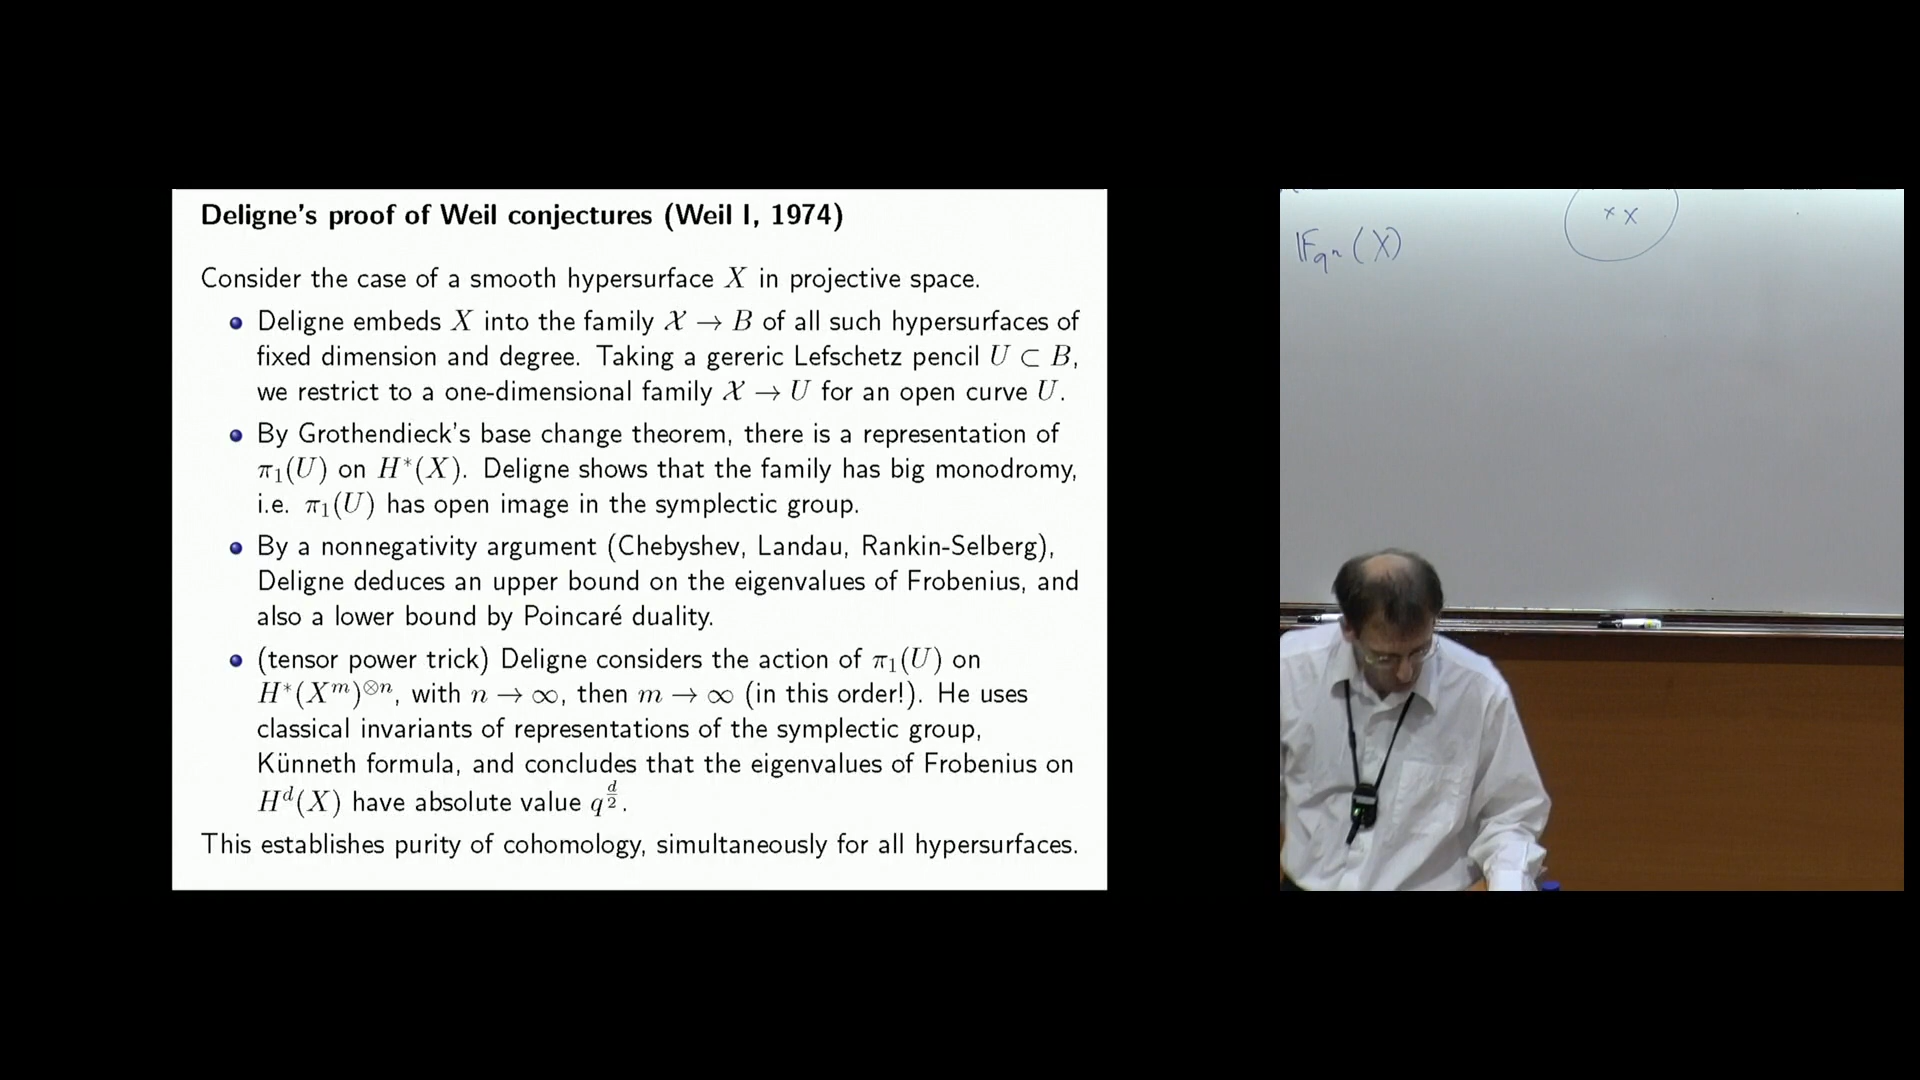 Deligne's proof of Weil conjectures (Weil I, 1974)
Consider the case of a smooth hypersurface X in projective space.
• Deligne embeds X into the family 𝒳 → B of all such hypersurfaces of
fixed dimension and degree. Taking a gereric Lefschetz pencil U ⊂ B,
we restrict to a one-dimensional family 𝒳 → U for an open curve U.
• By Grothendieck's base change theorem, there is a representation of
π₁(U) on H*(X). Deligne shows that the family has big monodromy,
i.e. π₁(U) has open image in the symplectic group.
• By a nonnegativity argument (Chebyshev, Landau, Rankin-Selberg),
Deligne deduces an upper bound on the eigenvalues of Frobenius, and
also a lower bound by Poincaré duality.
• (tensor power trick) Deligne considers the action of π₁(U) on
H*(Xᵐ)^{⊗n}, with n → ∞, then m → ∞ (in this order!). He uses
classical invariants of representations of the symplectic group,
Künneth formula, and concludes that the eigenvalues of Frobenius on
H^d(X) have absolute value q^{d/2}.
This establishes purity of cohomology, simultaneously for all hypersurfaces.
x x
𝔽_{qⁿ}(X)